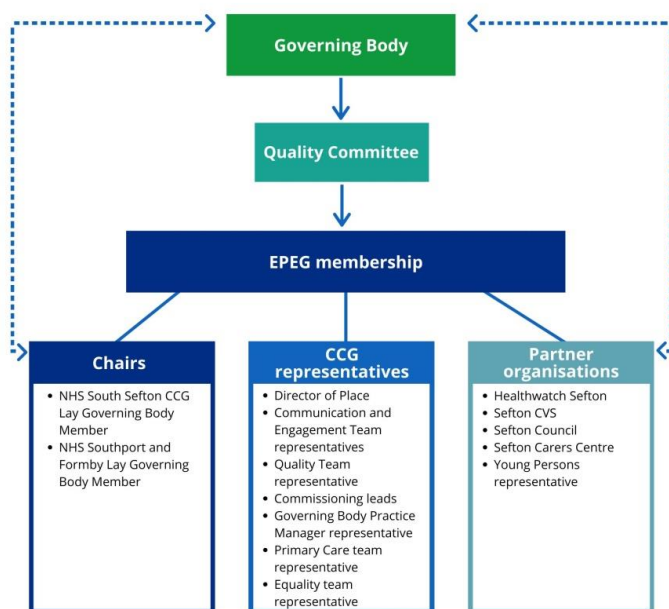 Governing Body
Quality Committee
EPEG membership
Chairs
• NHS South Sefton CCG
Lay Governing Body
Member
• NHS Southport and
Formby Lay Governing
Body Member
CCG
representatives
• Director of Place
• Communication and
Engagement Team
representatives
• Quality Team
representative
• Commissioning leads
• Governing Body Practice
Manager representative
• Primary Care team
representative
• Equality team
representative
Partner
organisations
• Healthwatch Sefton
• Sefton CVS
• Sefton Council
• Sefton Carers Centre
• Young Persons
representative